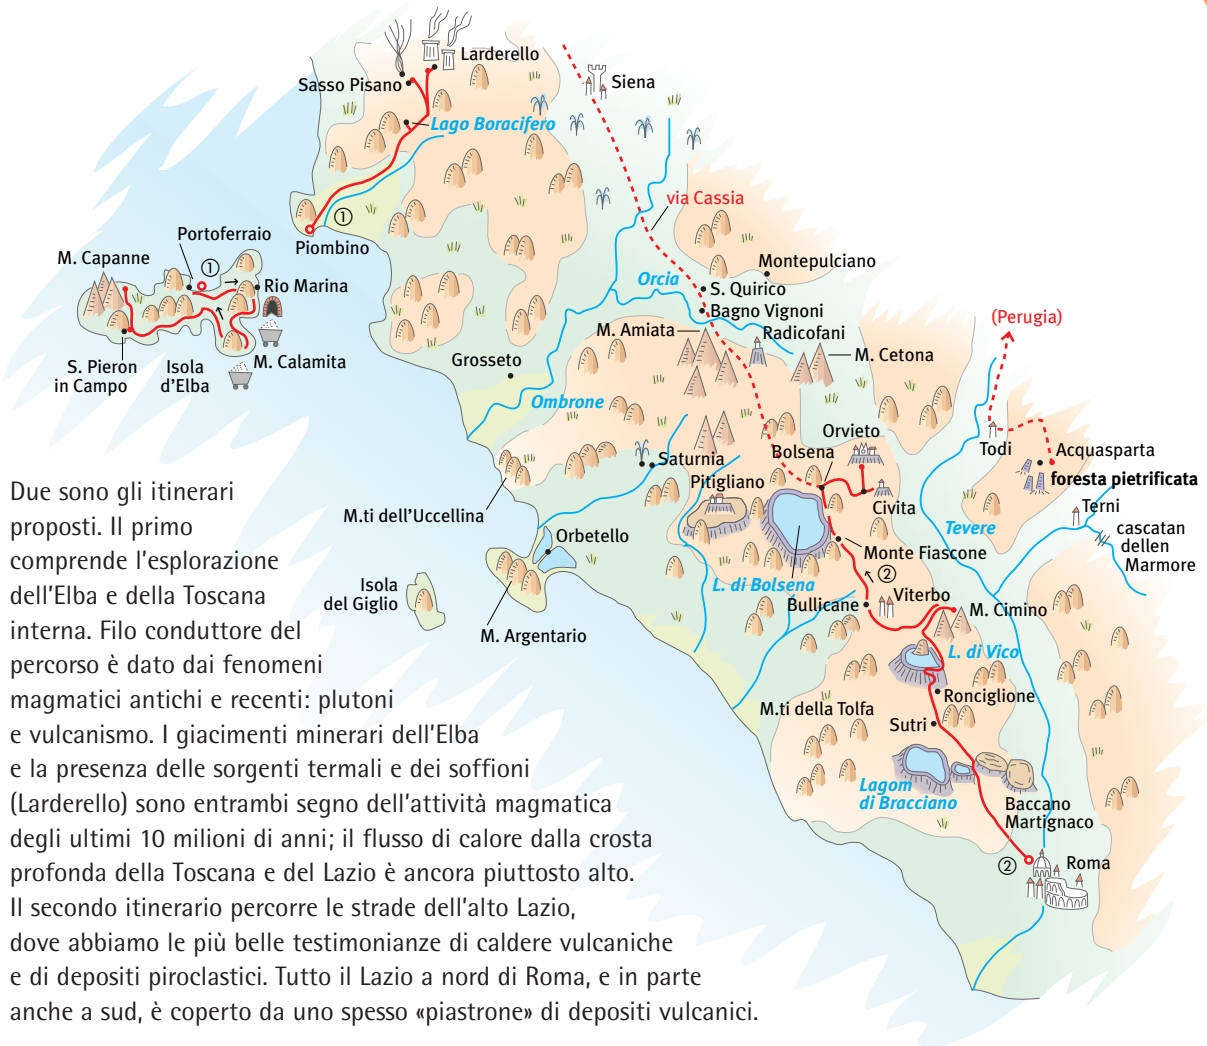 Larderello
Sasso Pisano
Siena
Lago Boracifero
via Cassia
①
Piombino
Portoferraio
①
M. Capanne
Rio Marina
S. Pieron
in Campo
Isola
d'Elba
M. Calamita
Montepulciano
Orcia
S. Quirico
Bagno Vignoni
M. Amiata
Radicofani
(Perugia)
M. Cetona
Grosseto
Ombrone
Orvieto
Bolsena
Todi
Acquasparta
foresta pietrificata
Saturnia
Pitigliano
Civita
Terni
M.ti dell'Uccellina
Tevere
cascatan
dellen
Marmore
Orbetello
Monte Fiascone
②
L. di Bolsena
Isola
del Giglio
Bullicane
Viterbo
M. Cimino
M. Argentario
L. di Vico
Ronciglione
M.ti della Tolfa
Sutri
Lagom
di Bracciano
Baccano
Martignaco
②
Roma
Due sono gli itinerari
proposti. Il primo
comprende l'esplorazione
dell'Elba e della Toscana
interna. Filo conduttore del
percorso è dato dai fenomeni
magmatici antichi e recenti: plutoni
e vulcanismo. I giacimenti minerari dell'Elba
e la presenza delle sorgenti termali e dei soffioni
(Larderello) sono entrambi segno dell'attività magmatica
degli ultimi 10 milioni di anni; il flusso di calore dalla crosta
profonda della Toscana e del Lazio è ancora piuttosto alto.
Il secondo itinerario percorre le strade dell'alto Lazio,
dove abbiamo le più belle testimonianze di caldere vulcaniche
e di depositi piroclastici. Tutto il Lazio a nord di Roma, e in parte
anche a sud, è coperto da uno spesso «piastrone» di depositi vulcanici.